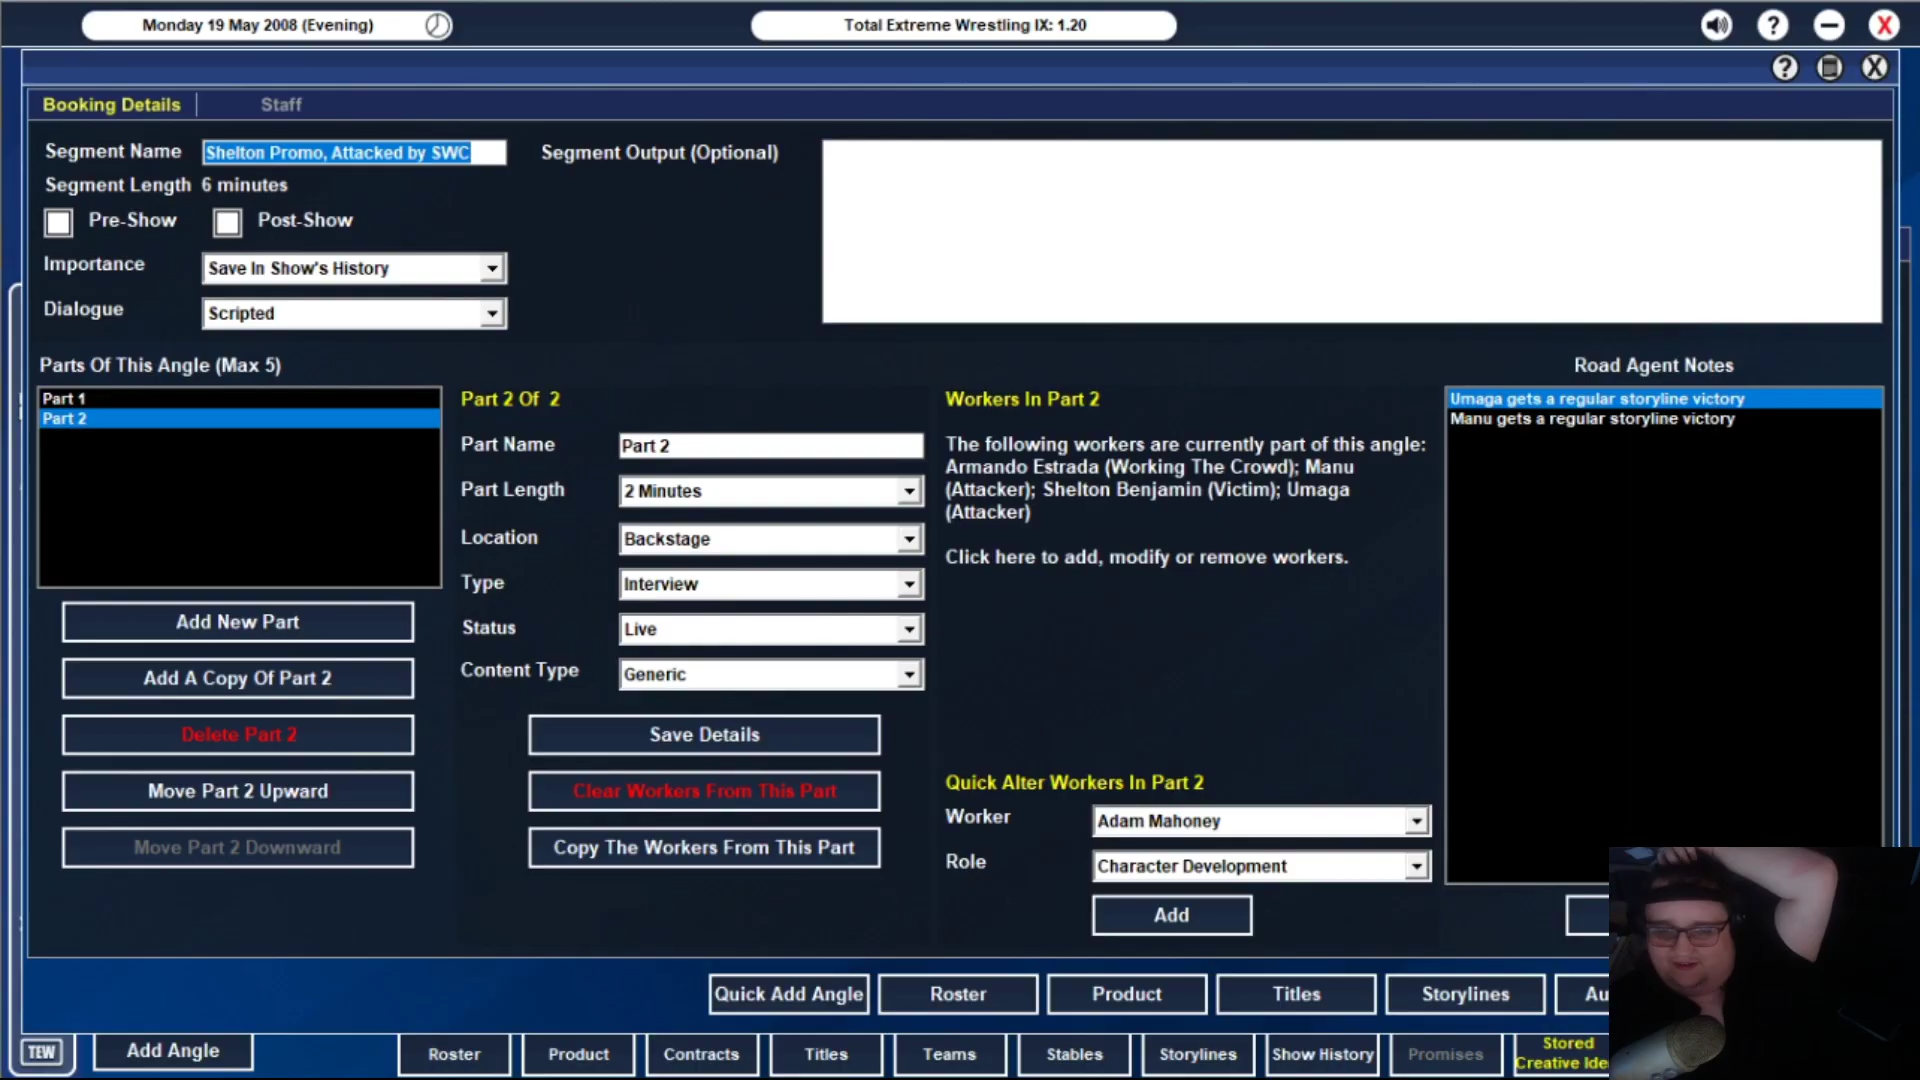 Monday 19 May 2008 (Evening)
Total Extreme Wrestling IX: 1.20
?
X
?
X
Booking Details
Staff
Segment Name
Shelton Promo, Attacked by SWC
Segment Output (Optional)
Segment Length 6 minutes
Pre-Show
Post-Show
Importance
Save In Show's History
Dialogue
Scripted
Parts Of This Angle (Max 5)
Part 1
Part 2
Add New Part
Add A Copy Of Part 2
Delete Part 2
Move Part 2 Upward
Move Part 2 Downward
Part 2 Of 2
Part Name
Part 2
Part Length
2 Minutes
Location
Backstage
Type
Interview
Status
Live
Content Type
Generic
Save Details
Clear Workers From This Part
Copy The Workers From This Part
Workers In Part 2
The following workers are currently part of this angle:
Armando Estrada (Working The Crowd); Manu
(Attacker); Shelton Benjamin (Victim); Umaga
(Attacker)
Click here to add, modify or remove workers.
Quick Alter Workers In Part 2
Worker
Adam Mahoney
Role
Character Development
Add
Road Agent Notes
Umaga gets a regular storyline victory
Manu gets a regular storyline victory
Quick Add Angle
Roster
Product
Titles
Storylines
TEW
Add Angle
Roster
Product
Contracts
Titles
Teams
Stables
Storylines
Show History
Promises
Stored
Creative